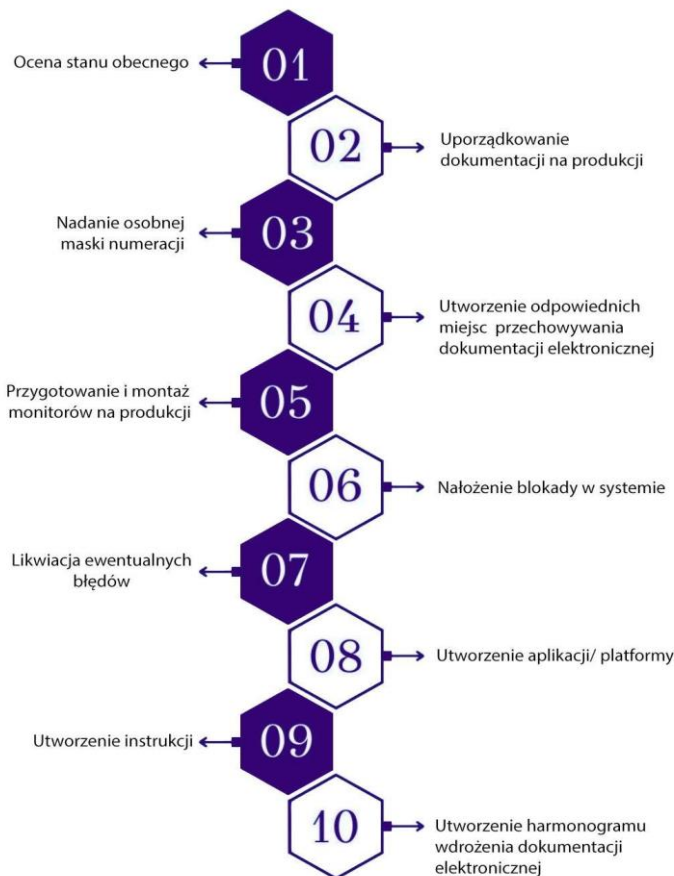 01
Ocena stanu obecnego
02
Uporządkowanie
dokumentacji na produkcji
03
Nadanie osobnej
maski numeracji
04
Utworzenie odpowiednich
miejsc przechowywania
dokumentacji elektronicznej
05
Przygotowanie i montaż
monitorów na produkcji
06
Nałożenie blokady w systemie
07
Likwiacja ewentualnych
błędów
08
Utworzenie aplikacji/ platformy
09
Utworzenie instrukcji
10
Utworzenie harmonogramu
wdrożenia dokumentacji
elektronicznej